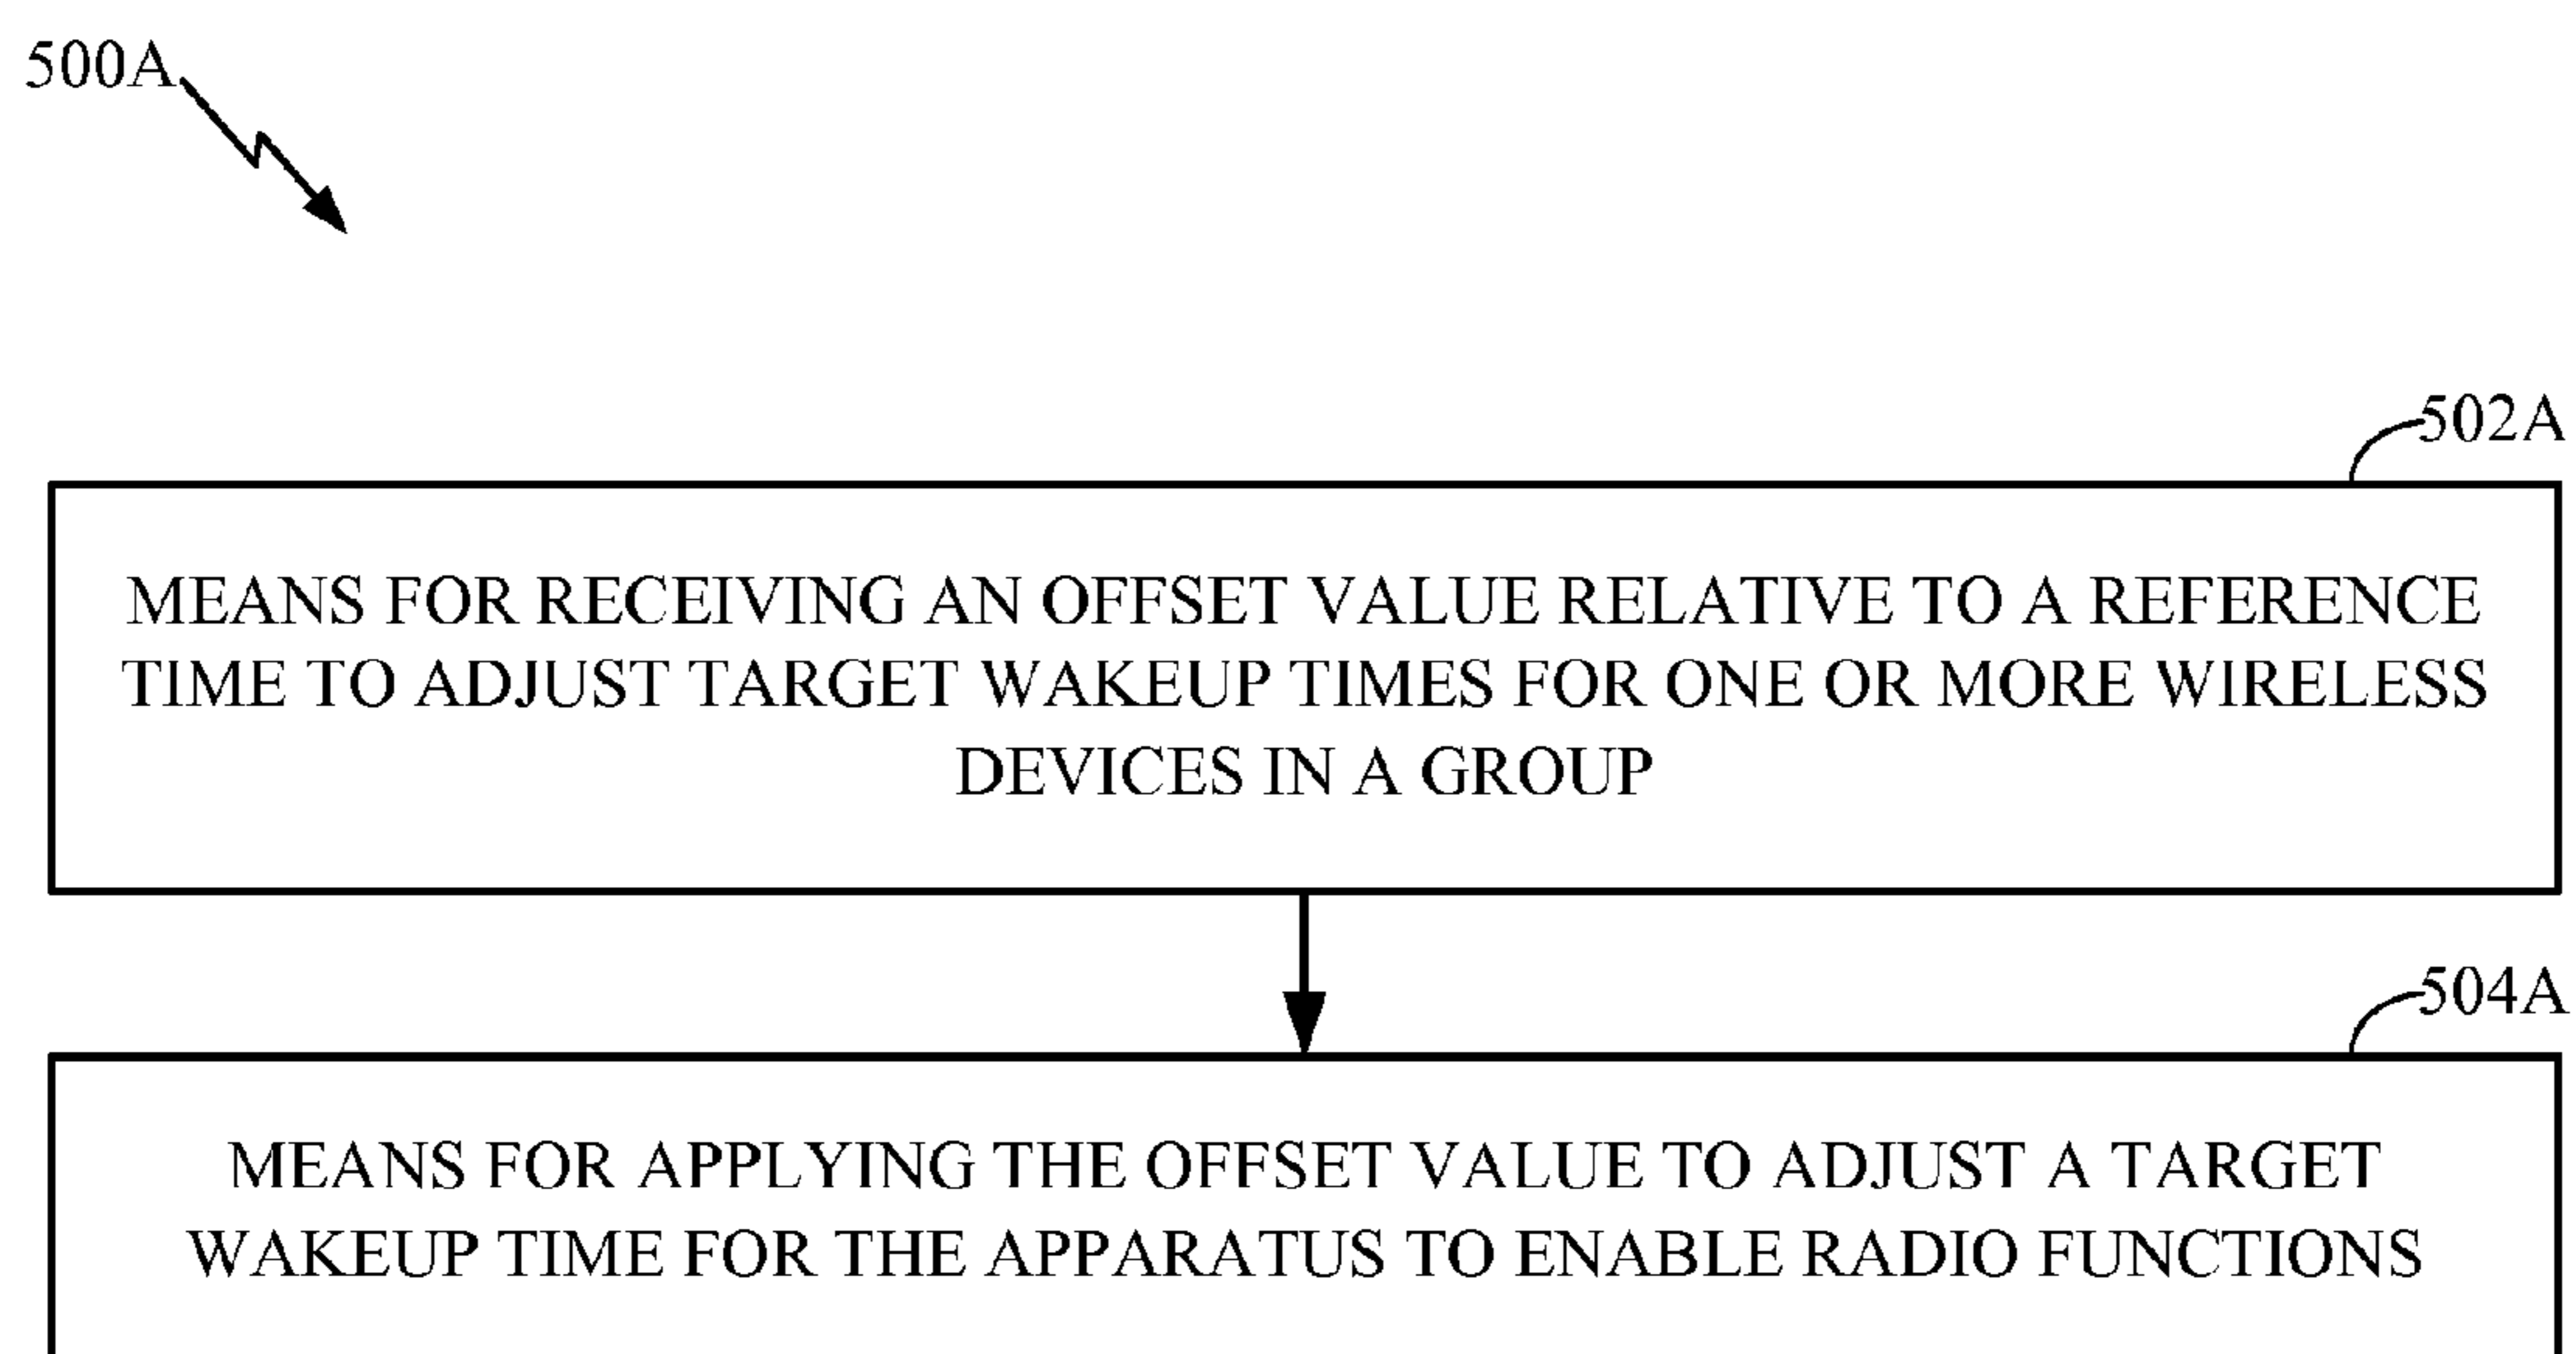 500A
502A
MEANS FOR RECEIVING AN OFFSET VALUE RELATIVE TO A REFERENCE
TIME TO ADJUST TARGET WAKEUP TIMES FOR ONE OR MORE WIRELESS
DEVICES IN A GROUP
504A
MEANS FOR APPLYING THE OFFSET VALUE TO ADJUST A TARGET
WAKEUP TIME FOR THE APPARATUS TO ENABLE RADIO FUNCTIONS